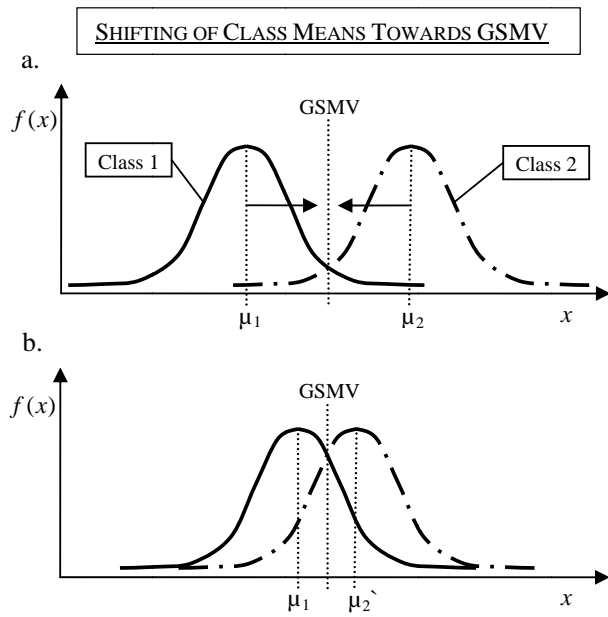 SHIFTING OF CLASS MEANS TOWARDS GSMV
a.
GSMV
f(x)
Class 1
Class 2
μ1
μ2
x
b.
GSMV
f(x)
μ1
μ2`
x